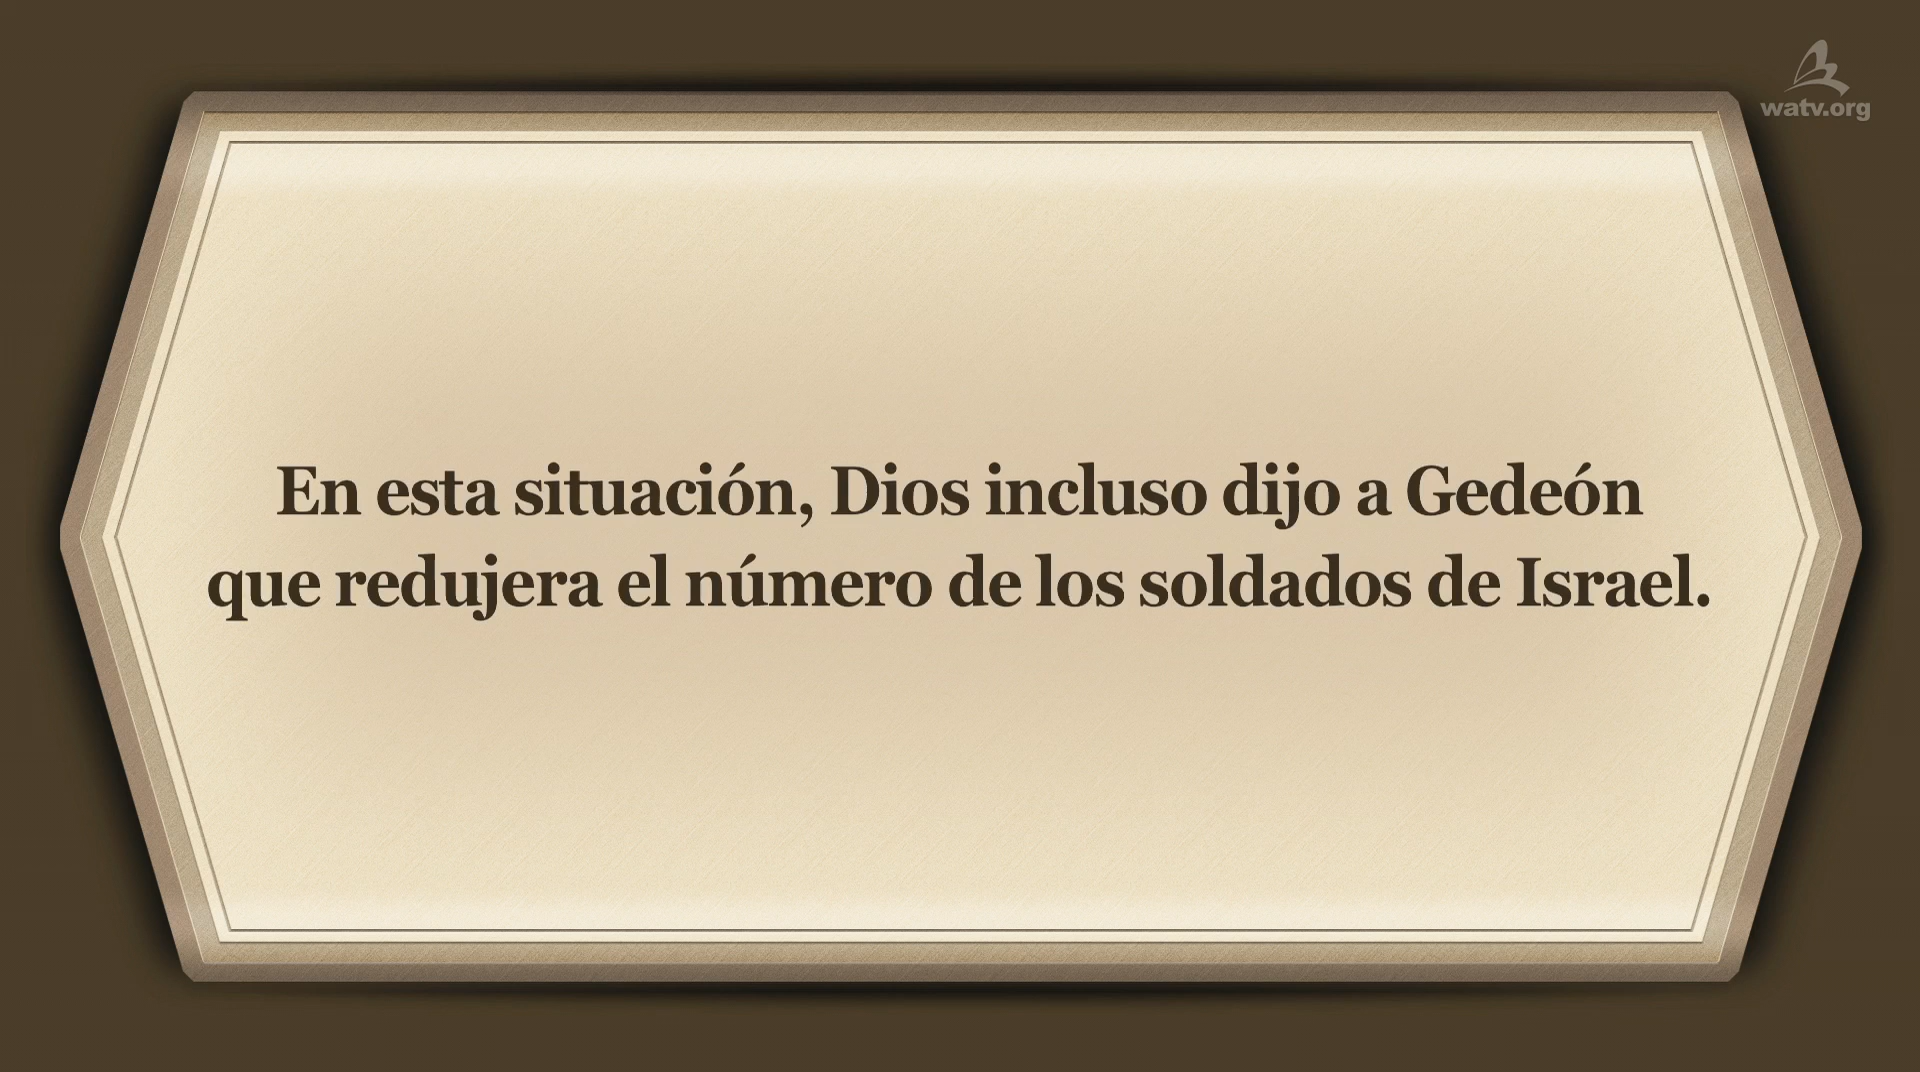 watv.org
En esta situación, Dios incluso dijo a Gedeón
que redujera el número de los soldados de Israel.